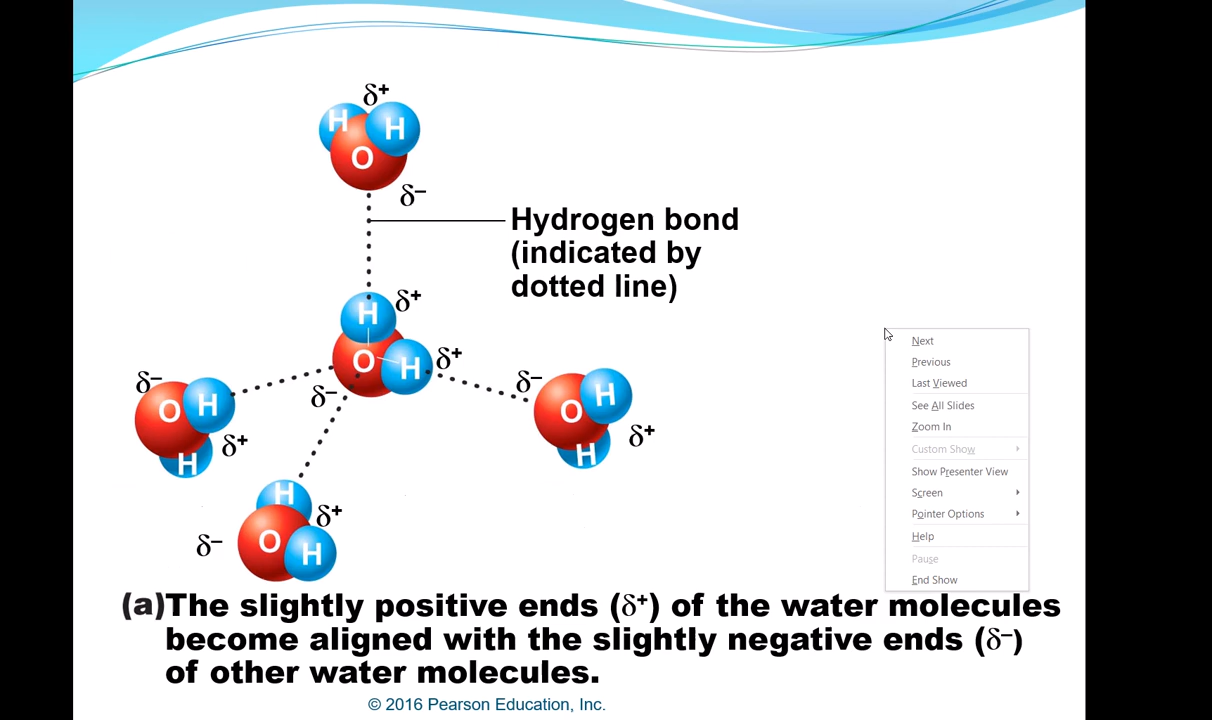 δ+
H H
O
δ–
Hydrogen bond
(indicated by
dotted line)
H δ+
O H δ+
δ–
δ–
O H
δ+
H
δ–
O H
δ+
H
H
δ+
δ–
O
H
Next
Previous
Last Viewed
See All Slides
Zoom In
Custom Show
Show Presenter View
Screen
Pointer Options
Help
Pause
End Show
(a)The slightly positive ends (δ+) of the water molecules
become aligned with the slightly negative ends (δ–)
of other water molecules.
© 2016 Pearson Education, Inc.